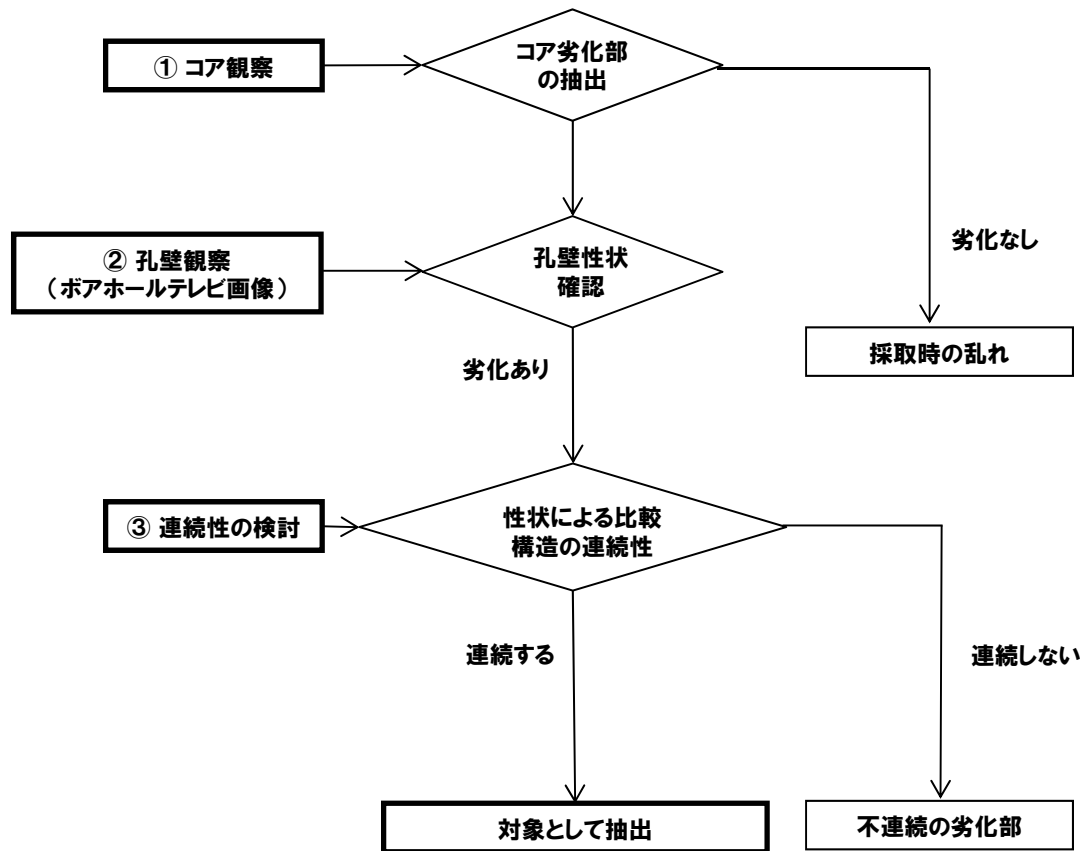 ① コア観察
コア劣化部
の抽出
劣化なし
② 孔壁観察
（ボアホールテレビ画像）
孔壁性状
確認
採取時の乱れ
劣化あり
③ 連続性の検討
性状による比較
構造の連続性
連続する
連続しない
対象として抽出
不連続の劣化部